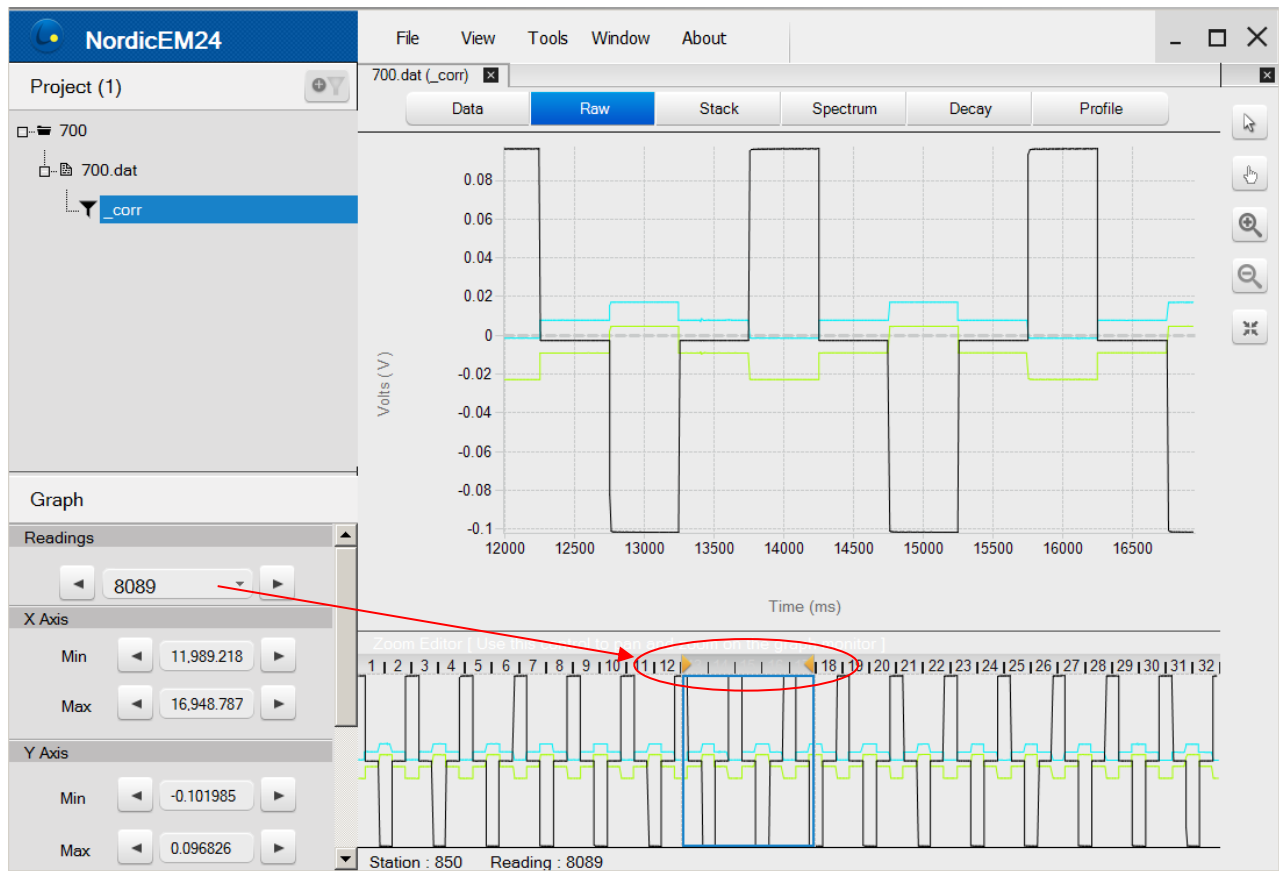 NordicEM24
File View Tools Window About
Project (1)
700.dat (_corr)
Data Raw Stack Spectrum Decay Profile
700
700.dat
_corr
0.08
0.06
0.04
0.02
0
-0.02
-0.04
-0.06
-0.08
-0.1
Volts ( V )
12000 12500 13000 13500 14000 14500 15000 15500 16000 16500
Time (ms)
Graph
Readings
8089
X Axis
Min 11,989.218
Max 16,948.787
Y Axis
Min -0.101985
Max 0.096826
Zoom Editor [ Use this control to pan and zoom on the graph monitor ]
1 2 3 4 5 6 7 8 9 10 11 12 18 19 20 21 22 23 24 25 26 27 28 29 30 31 32
Station : 850 Reading : 8089